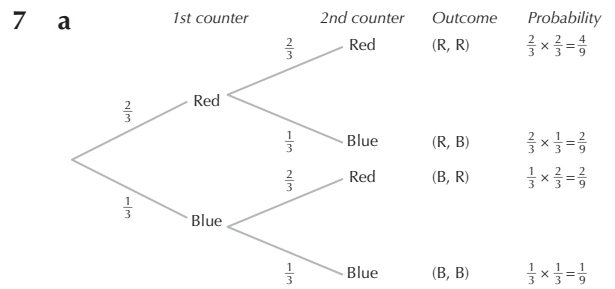 7 a 1st counter 2nd counter Outcome Probability
2/3 Red (R, R) 2/3 × 2/3 = 4/9
2/3 Red
1/3 Blue (R, B) 2/3 × 1/3 = 2/9
2/3 Red (B, R) 1/3 × 2/3 = 2/9
1/3 Blue
1/3 Blue (B, B) 1/3 × 1/3 = 1/9